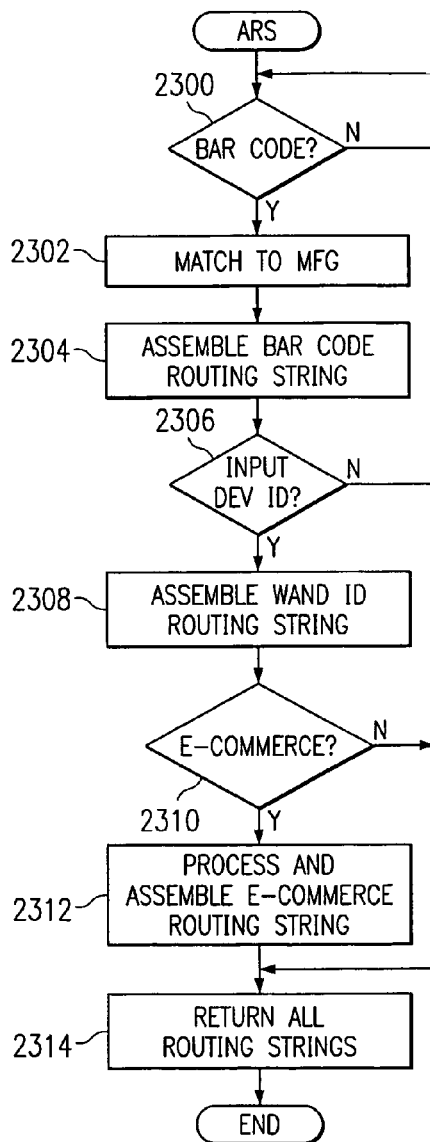 ARS
2300
BAR CODE?
N
Y
2302
MATCH TO MFG
2304
ASSEMBLE BAR CODE
ROUTING STRING
2306
INPUT
DEV ID?
N
Y
2308
ASSEMBLE WAND ID
ROUTING STRING
E-COMMERCE?
N
2310
Y
2312
PROCESS AND
ASSEMBLE E-COMMERCE
ROUTING STRING
2314
RETURN ALL
ROUTING STRINGS
END